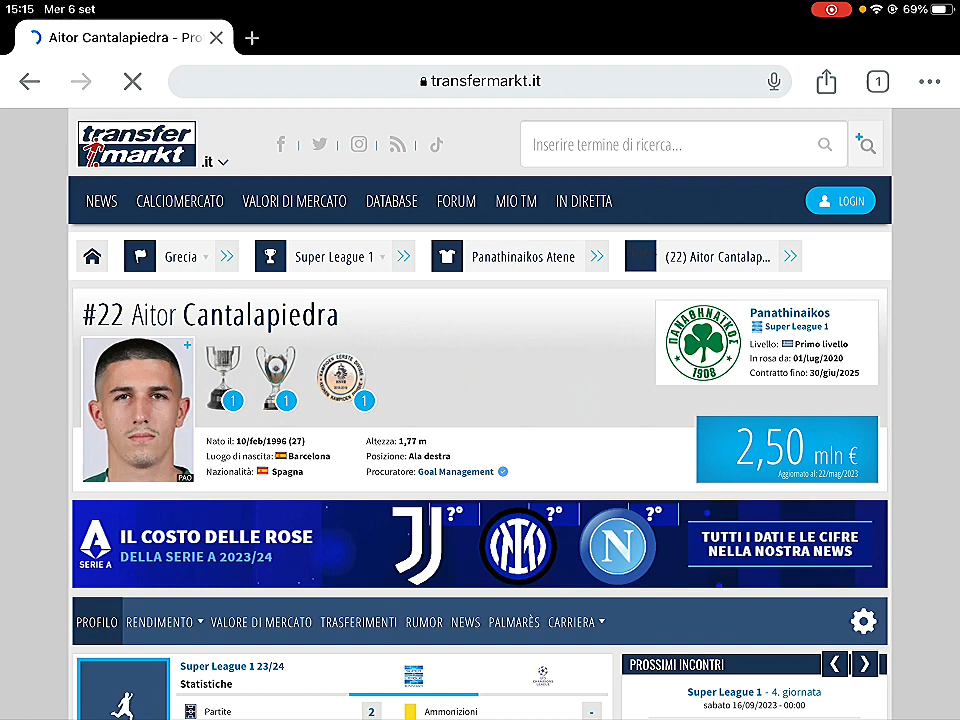 15:15 Mer 6 set
69%
Aitor Cantalapiedra - Pro
transfermarkt.it
1
transfer
markt
.it
Inserire termine di ricerca...
NEWS CALCIOMERCATO VALORI DI MERCATO DATABASE FORUM MIO TM IN DIRETTA LOGIN
Grecia Super League 1 Panathinaikos Atene (22) Aitor Cantalap...
#22 Aitor Cantalapiedra
1 1 1
PAO
Nato il: 10/feb/1996 (27)
Luogo di nascita: Barcelona
Nazionalità: Spagna
Altezza: 1,77 m
Posizione: Ala destra
Procuratore: Goal Management
ΠΑΝΑΘΗΝΑΪΚΟΣ
1908
Panathinaikos
Super League 1
Livello: Primo livello
In rosa da: 01/lug/2020
Contratto fino: 30/giu/2025
2,50 mln €
Aggiornato al: 22/mag/2023
SERIE A
IL COSTO DELLE ROSE
DELLA SERIE A 2023/24
?° ?° ?°
N
TUTTI I DATI E LE CIFRE
NELLA NOSTRA NEWS
PROFILO RENDIMENTO VALORE DI MERCATO TRASFERIMENTI RUMOR NEWS PALMARÈS CARRIERA
Super League 1 23/24
Statistiche
Partite 2 Ammonizioni -
PROSSIMI INCONTRI
Super League 1 - 4. giornata
sabato 16/09/2023 - 00:00